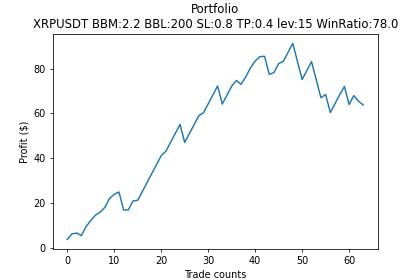 Portfolio
XRPUSDT BBM:2.2 BBL:200 SL:0.8 TP:0.4 lev:15 WinRatio:78.0
80
60
40
20
0
Profit ($)
0 10 20 30 40 50 60
Trade counts